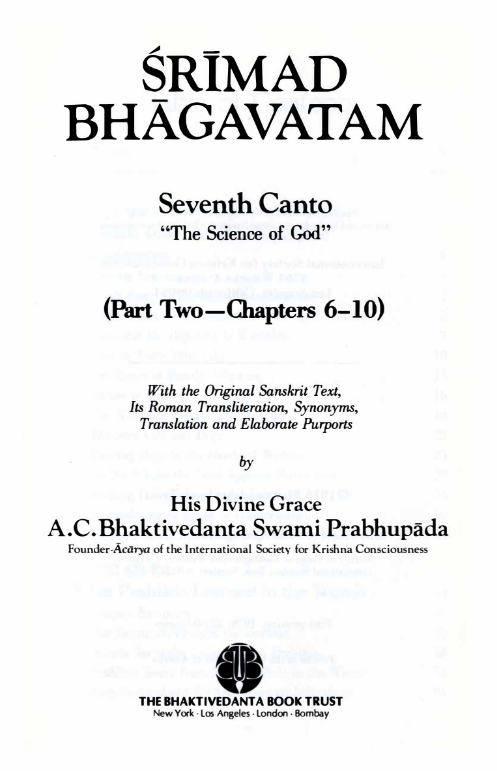 ŚRĪMAD
BHĀGAVATAM
Seventh Canto
“The Science of God”
(Part Two—Chapters 6–10)
With the Original Sanskrit Text,
Its Roman Transliteration, Synonyms,
Translation and Elaborate Purports
by
His Divine Grace
A.C.Bhaktivedanta Swami Prabhupāda
Founder-Ācārya of the International Society for Krishna Consciousness
THE BHAKTIVEDANTA BOOK TRUST
New York · Los Angeles · London · Bombay